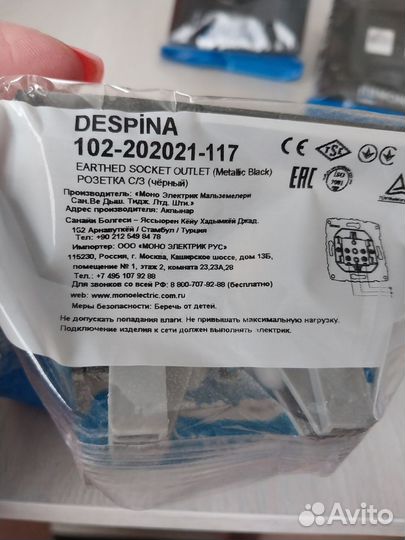 DESPiNA
102-202021-117
EARTHED SOCKET OUTLET (Metallic Black)
РОЗЕТКА С/З (чёрный)
Производитель: «Моно Электрик Мальземелери
Сан.Ве Дыш. Тидж. Лтд. Шти.»
Адрес производителя: Акпынар
Санайи Болгеси – Яссыорен Кёйу Хадымкёй Джад.
152 Арнавуткёй / Стамбул / Турция
Тел.: +90 212 549 84 78
Импортер: ООО «МОНО ЭЛЕКТРИК РУС»
115230, Россия, г. Москва, Каширское шоссе, дом 13Б,
помещение № 1, этаж 2, комната 23,23А,28
Тел.: +7 495 107 92 88
Для звонков со всей РФ: 8 800-707-92-88 (бесплатно)
web: www.monoelectric.com.ru
Меры безопасности: Беречь от детей.
Не допускать попадания влаги. Не превышать максимальную нагрузку.
Подключение изделия к сети должен выполнять электрик.
CE TSE
EAC
Avito